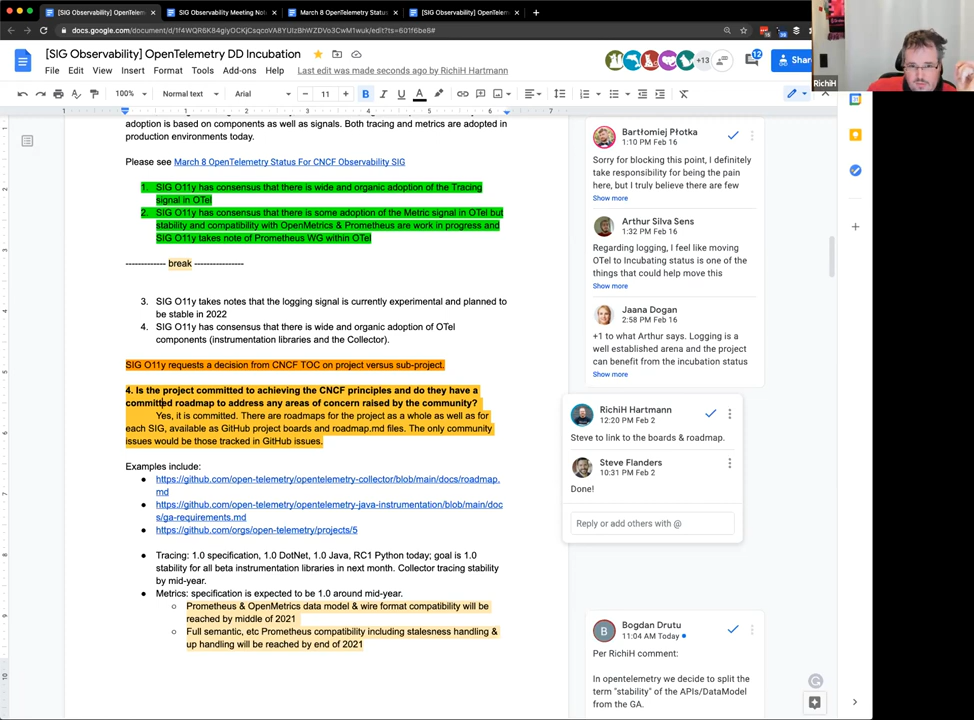 [SIG Observability] OpenTelem
SIG Observability Meeting Not
March 8 OpenTelemetry Status
[SIG Observability] OpenTelem
docs.google.com
[SIG Observability] OpenTelemetry DD Incubation
+13
12
Shar
RichiH
File Edit View Insert Format Tools Add-ons Help Last edit was made seconds ago by RichiH Hartmann
100% Normal text Arial 11 B I U A
adoption is based on components as well as signals. Both tracing and metrics are adopted in
production environments today.
Please see March 8 OpenTelemetry Status For CNCF Observability SIG
1. SIG O11y has consensus that there is wide and organic adoption of the Tracing
signal in OTel
2. SIG O11y has consensus that there is some adoption of the Metric signal in OTel but
stability and compatibility with OpenMetrics & Prometheus are work in progress and
SIG O11y takes note of Prometheus WG within OTel
------------- break ----------------
3. SIG O11y takes notes that the logging signal is currently experimental and planned to
be stable in 2022
4. SIG O11y has consensus that there is wide and organic adoption of OTel
components (instrumentation libraries and the Collector).
SIG O11y requests a decision from CNCF TOC on project versus sub-project.
4. Is the project committed to achieving the CNCF principles and do they have a
committed roadmap to address any areas of concern raised by the community?
Yes, it is committed. There are roadmaps for the project as a whole as well as for
each SIG, available as GitHub project boards and roadmap.md files. The only community
issues would be those tracked in GitHub issues.
Examples include:
https://github.com/open-telemetry/opentelemetry-collector/blob/main/docs/roadmap.
md
https://github.com/open-telemetry/opentelemetry-java-instrumentation/blob/main/doc
s/ga-requirements.md
https://github.com/orgs/open-telemetry/projects/5
Tracing: 1.0 specification, 1.0 DotNet, 1.0 Java, RC1 Python today; goal is 1.0
stability for all beta instrumentation libraries in next month. Collector tracing stability
by mid-year.
Metrics: specification is expected to be 1.0 around mid-year.
Prometheus & OpenMetrics data model & wire format compatibility will be
reached by middle of 2021
Full semantic, etc Prometheus compatibility including stalesness handling &
up handling will be reached by end of 2021
Bartłomiej Płotka
1:10 PM Feb 16
Sorry for blocking this point, I definitely
take responsibility for being the pain
here, but I truly believe there are few
Show more
Arthur Silva Sens
1:32 PM Feb 16
Regarding logging, I feel like moving
OTel to Incubating status is one of the
things that could help move this
Show more
Jaana Dogan
2:58 PM Feb 16
+1 to what Arthur says. Logging is a
well established arena and the project
can benefit from the incubation status
Show more
RichiH Hartmann
12:20 PM Feb 2
Steve to link to the boards & roadmap.
Steve Flanders
10:31 PM Feb 2
Done!
Reply or add others with @
B
Bogdan Drutu
11:04 AM Today
Per RichiH comment:
In opentelemetry we decide to split the
term "stability" of the APIs/DataModel
from the GA.